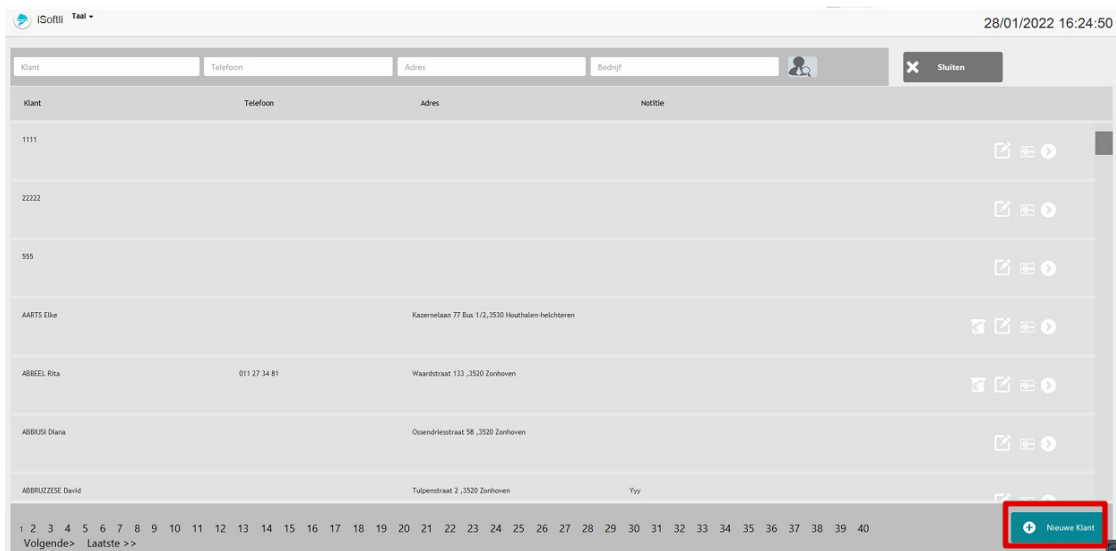 iSoftli Taal
28/01/2022 16:24:50
Klant Telefoon Adres Bedrijf Sluiten
Klant Telefoon Adres Notitie
1111
22222
555
AARTS Elke Kazernelaan 77 Bus 1/2,3530 Houthalen-helchteren
ABBEEL Rita 011 27 34 81 Waardstraat 133 ,3520 Zonhoven
ABBIUSI Diana Ossendriesstraat 58 ,3520 Zonhoven
ABBRUZZESE David Tulpenstraat 2 ,3520 Zonhoven Yyy
1 2 3 4 5 6 7 8 9 10 11 12 13 14 15 16 17 18 19 20 21 22 23 24 25 26 27 28 29 30 31 32 33 34 35 36 37 38 39 40
Volgende> Laatste >>
Nieuwe Klant